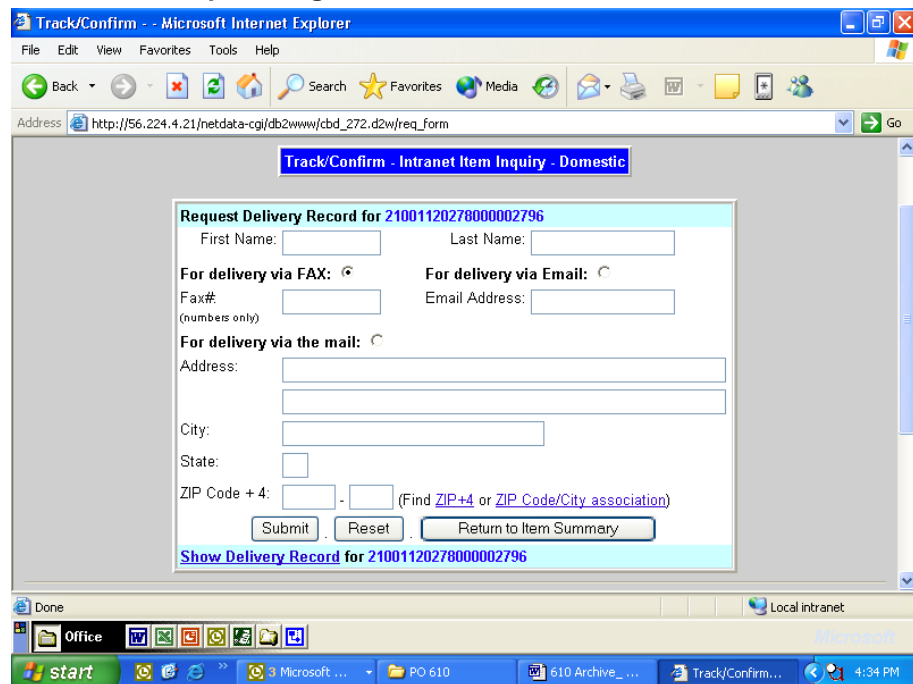 Track/Confirm - - Microsoft Internet Explorer
File Edit View Favorites Tools Help
Back Search Favorites Media
Address http://56.224.4.21/netdata-cgi/db2www/cbd_272.d2w/req_form Go
Track/Confirm - Intranet Item Inquiry - Domestic
Request Delivery Record for 21001120278000002796
First Name: Last Name:
For delivery via FAX: For delivery via Email:
Fax#: Email Address:
(numbers only)
For delivery via the mail:
Address:
City:
State:
ZIP Code + 4: - (Find ZIP+4 or ZIP Code/City association)
Submit . Reset . Return to Item Summary
Show Delivery Record for 21001120278000002796
Done Local intranet
Office Microsoft
start 3 Microsoft ... PO 610 610 Archive_ ... Track/Confirm... 4:34 PM